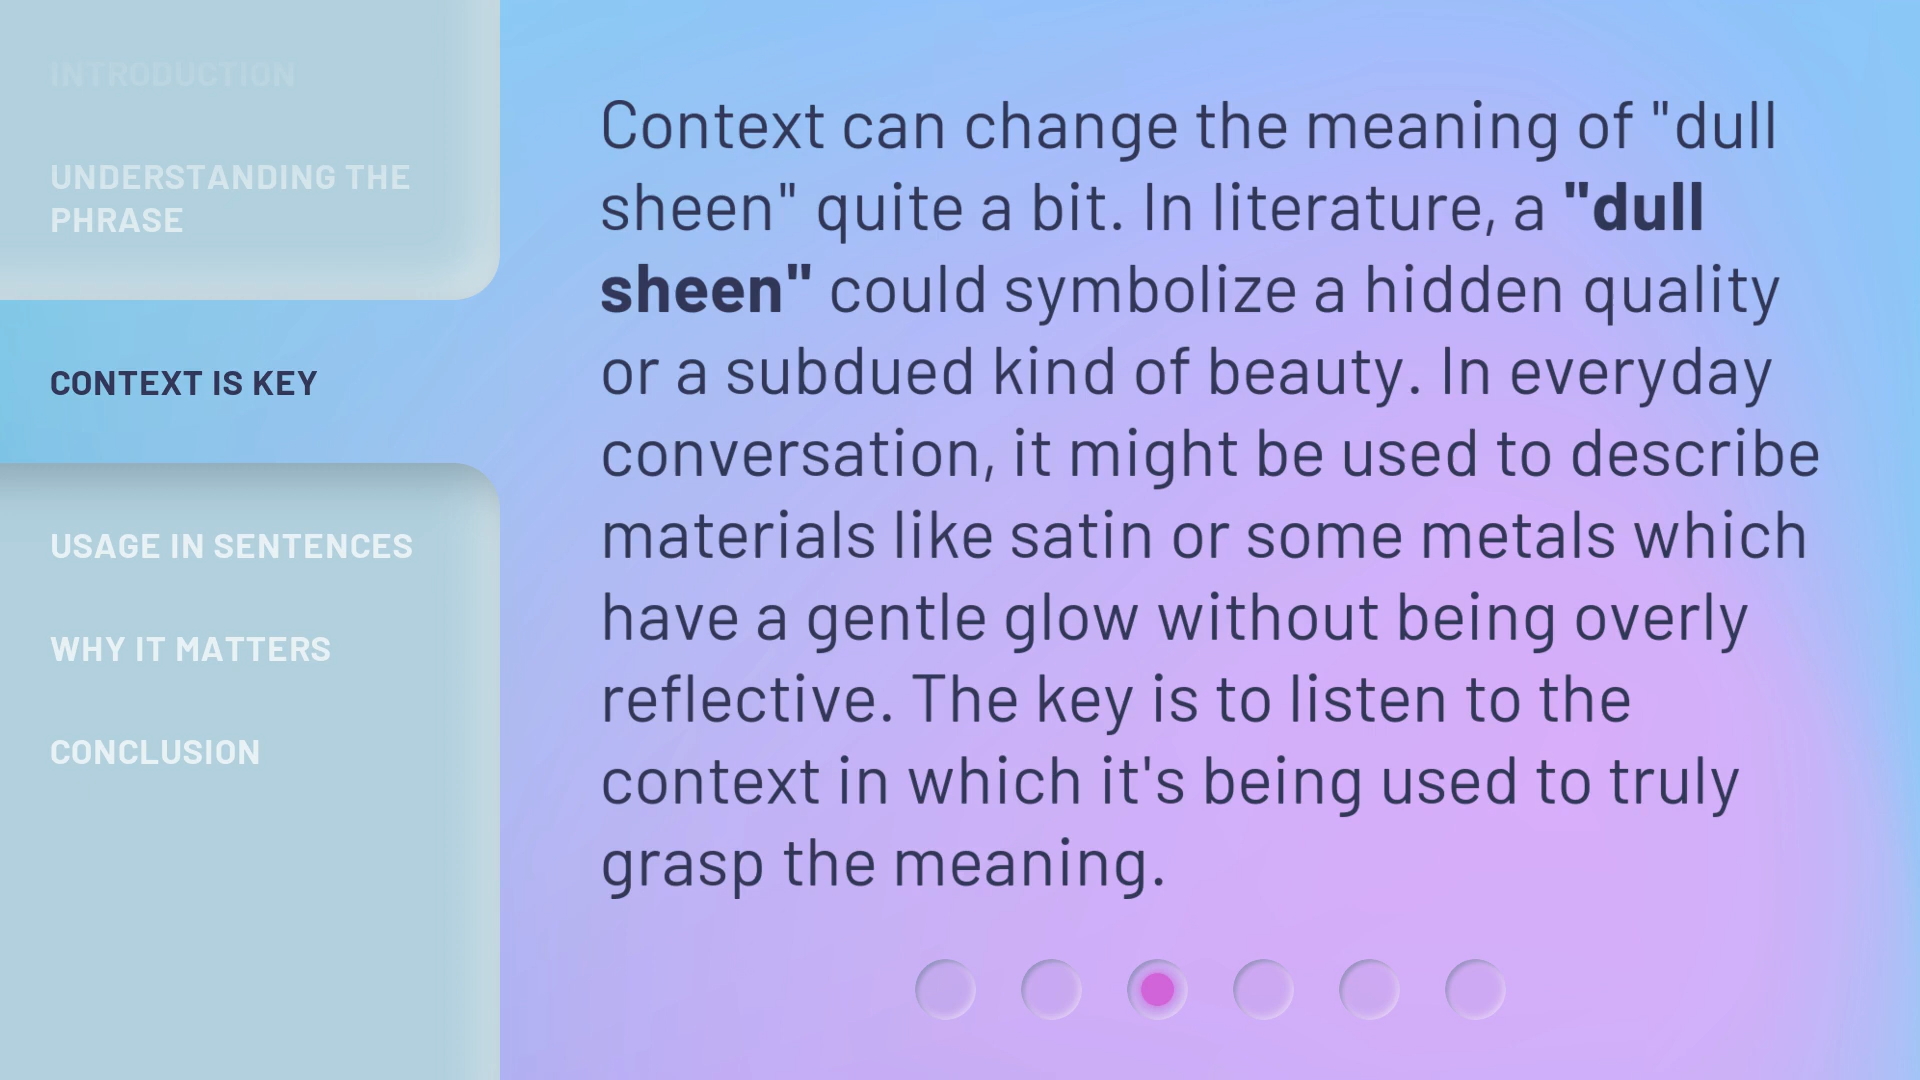 INTRODUCTION
UNDERSTANDING THE
PHRASE
CONTEXT IS KEY
USAGE IN SENTENCES
WHY IT MATTERS
CONCLUSION
Context can change the meaning of "dull
sheen" quite a bit. In literature, a "dull
sheen" could symbolize a hidden quality
or a subdued kind of beauty. In everyday
conversation, it might be used to describe
materials like satin or some metals which
have a gentle glow without being overly
reflective. The key is to listen to the
context in which it's being used to truly
grasp the meaning.